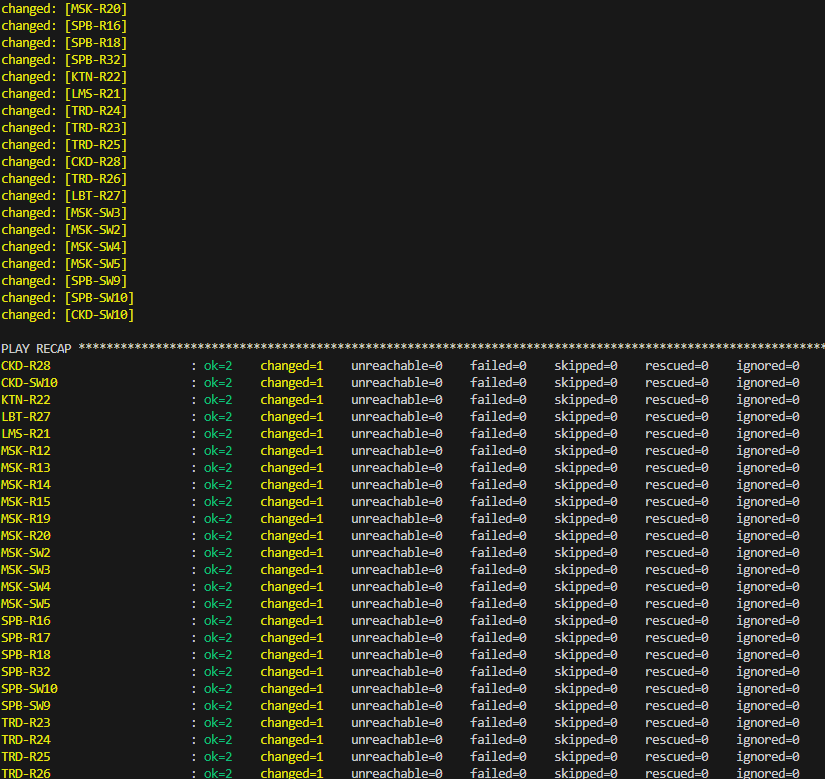 changed: [MSK-R20]
changed: [SPB-R16]
changed: [SPB-R18]
changed: [SPB-R32]
changed: [KTN-R22]
changed: [LMS-R21]
changed: [TRD-R24]
changed: [TRD-R23]
changed: [TRD-R25]
changed: [CKD-R28]
changed: [TRD-R26]
changed: [LBT-R27]
changed: [MSK-SW3]
changed: [MSK-SW2]
changed: [MSK-SW4]
changed: [MSK-SW5]
changed: [SPB-SW9]
changed: [SPB-SW10]
changed: [CKD-SW10]
PLAY RECAP **********************************************************************************************************
CKD-R28 : ok=2 changed=1 unreachable=0 failed=0 skipped=0 rescued=0 ignored=0
CKD-SW10 : ok=2 changed=1 unreachable=0 failed=0 skipped=0 rescued=0 ignored=0
KTN-R22 : ok=2 changed=1 unreachable=0 failed=0 skipped=0 rescued=0 ignored=0
LBT-R27 : ok=2 changed=1 unreachable=0 failed=0 skipped=0 rescued=0 ignored=0
LMS-R21 : ok=2 changed=1 unreachable=0 failed=0 skipped=0 rescued=0 ignored=0
MSK-R12 : ok=2 changed=1 unreachable=0 failed=0 skipped=0 rescued=0 ignored=0
MSK-R13 : ok=2 changed=1 unreachable=0 failed=0 skipped=0 rescued=0 ignored=0
MSK-R14 : ok=2 changed=1 unreachable=0 failed=0 skipped=0 rescued=0 ignored=0
MSK-R15 : ok=2 changed=1 unreachable=0 failed=0 skipped=0 rescued=0 ignored=0
MSK-R19 : ok=2 changed=1 unreachable=0 failed=0 skipped=0 rescued=0 ignored=0
MSK-R20 : ok=2 changed=1 unreachable=0 failed=0 skipped=0 rescued=0 ignored=0
MSK-SW2 : ok=2 changed=1 unreachable=0 failed=0 skipped=0 rescued=0 ignored=0
MSK-SW3 : ok=2 changed=1 unreachable=0 failed=0 skipped=0 rescued=0 ignored=0
MSK-SW4 : ok=2 changed=1 unreachable=0 failed=0 skipped=0 rescued=0 ignored=0
MSK-SW5 : ok=2 changed=1 unreachable=0 failed=0 skipped=0 rescued=0 ignored=0
SPB-R16 : ok=2 changed=1 unreachable=0 failed=0 skipped=0 rescued=0 ignored=0
SPB-R17 : ok=2 changed=1 unreachable=0 failed=0 skipped=0 rescued=0 ignored=0
SPB-R18 : ok=2 changed=1 unreachable=0 failed=0 skipped=0 rescued=0 ignored=0
SPB-R32 : ok=2 changed=1 unreachable=0 failed=0 skipped=0 rescued=0 ignored=0
SPB-SW10 : ok=2 changed=1 unreachable=0 failed=0 skipped=0 rescued=0 ignored=0
SPB-SW9 : ok=2 changed=1 unreachable=0 failed=0 skipped=0 rescued=0 ignored=0
TRD-R23 : ok=2 changed=1 unreachable=0 failed=0 skipped=0 rescued=0 ignored=0
TRD-R24 : ok=2 changed=1 unreachable=0 failed=0 skipped=0 rescued=0 ignored=0
TRD-R25 : ok=2 changed=1 unreachable=0 failed=0 skipped=0 rescued=0 ignored=0
TRD-R26 : ok=2 changed=1 unreachable=0 failed=0 skipped=0 rescued=0 ignored=0